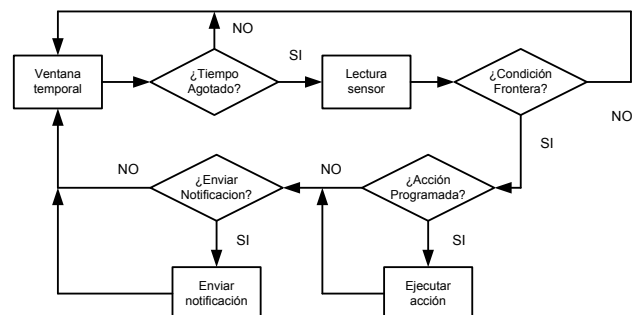 NO
Ventana
temporal
¿Tiempo
Agotado?
SI
Lectura
sensor
¿Condición
Frontera?
NO
SI
NO
¿Enviar
Notificacion?
NO
¿Acción
Programada?
SI
SI
Enviar
notificación
Ejecutar
acción